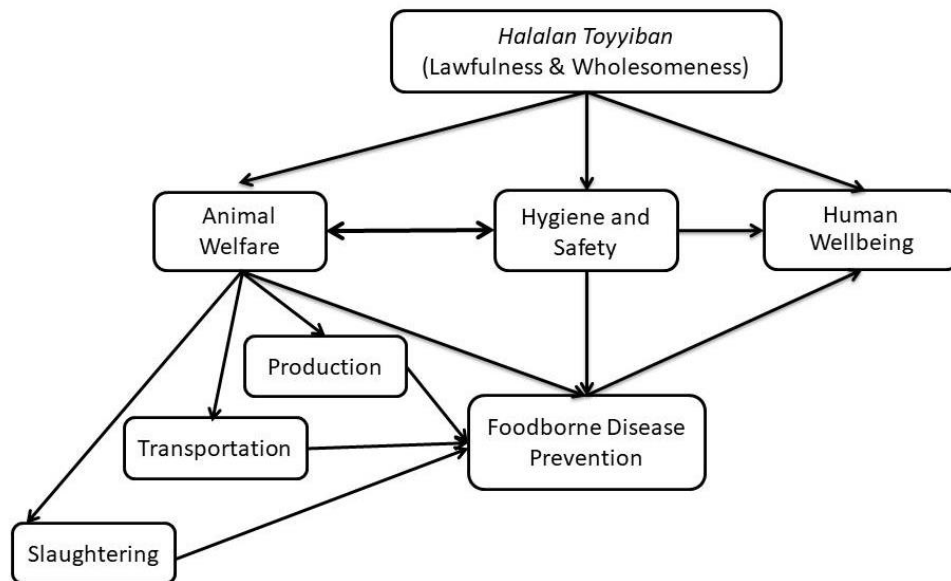 Halalan Toyyiban
(Lawfulness & Wholesomeness)
Animal
Welfare
Hygiene and
Safety
Human
Wellbeing
Production
Transportation
Foodborne Disease
Prevention
Slaughtering